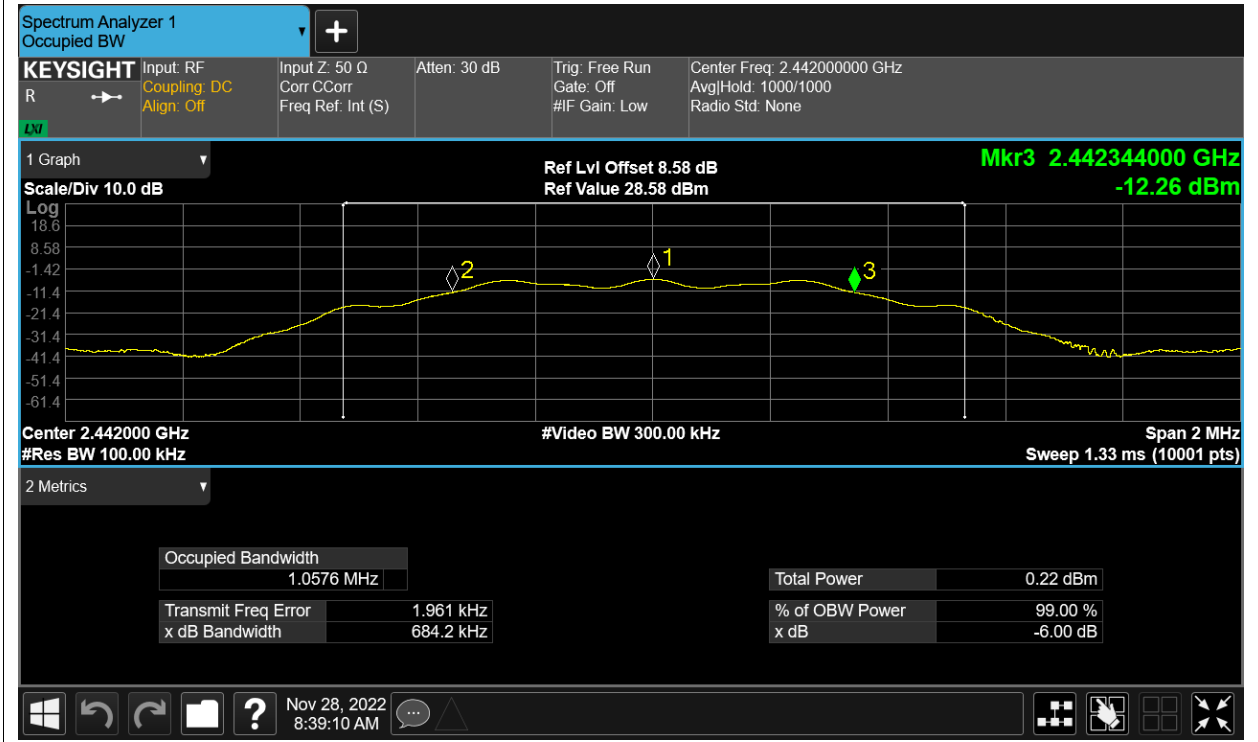 Spectrum Analyzer 1
Occupied BW
KEYSIGHT
R
LXI
Input: RF
Coupling: DC
Align: Off
Input Z: 50 Ω
Corr CCorr
Freq Ref: Int (S)
Atten: 30 dB
Trig: Free Run
Gate: Off
#IF Gain: Low
Center Freq: 2.442000000 GHz
Avg|Hold: 1000/1000
Radio Std: None
1 Graph
Scale/Div 10.0 dB
Ref Lvl Offset 8.58 dB
Ref Value 28.58 dBm
Mkr3 2.442344000 GHz
-12.26 dBm
Log
18.6
8.58
-1.42
-11.4
-21.4
-31.4
-41.4
-51.4
-61.4
2
1
3
Center 2.442000 GHz
#Video BW 300.00 kHz
Span 2 MHz
#Res BW 100.00 kHz
Sweep 1.33 ms (10001 pts)
2 Metrics
Occupied Bandwidth
1.0576 MHz
Total Power 0.22 dBm
Transmit Freq Error 1.961 kHz
% of OBW Power 99.00 %
x dB Bandwidth 684.2 kHz
x dB -6.00 dB
?
Nov 28, 2022
8:39:10 AM